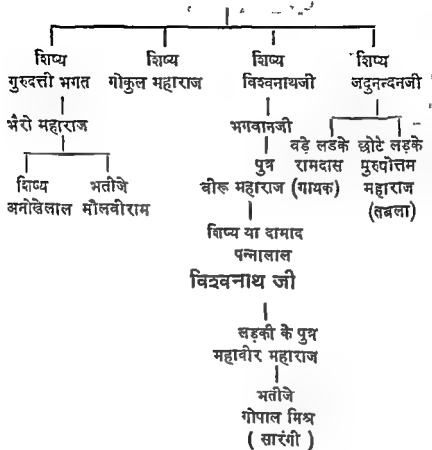 शिष्य शिष्य शिष्य शिष्य
गुरुदत्ती भगत गोकुल महाराज विश्वनाथजी जदुनन्दनजी
भैरो महाराज भगवानजी बड़े लडके छोटे लड़के
पुत्र रामदास पुरुषोत्तम
शिष्य भतीजे बीरू महाराज (गायक) महाराज
अनोखेलाल मौलवीराम (तबला)
शिष्य या दामाद
पन्नालाल
विश्वनाथ जी
लड़की के पुत्र
महावीर महाराज
भतीजे
गोपाल मिश्र
( सारंगी )